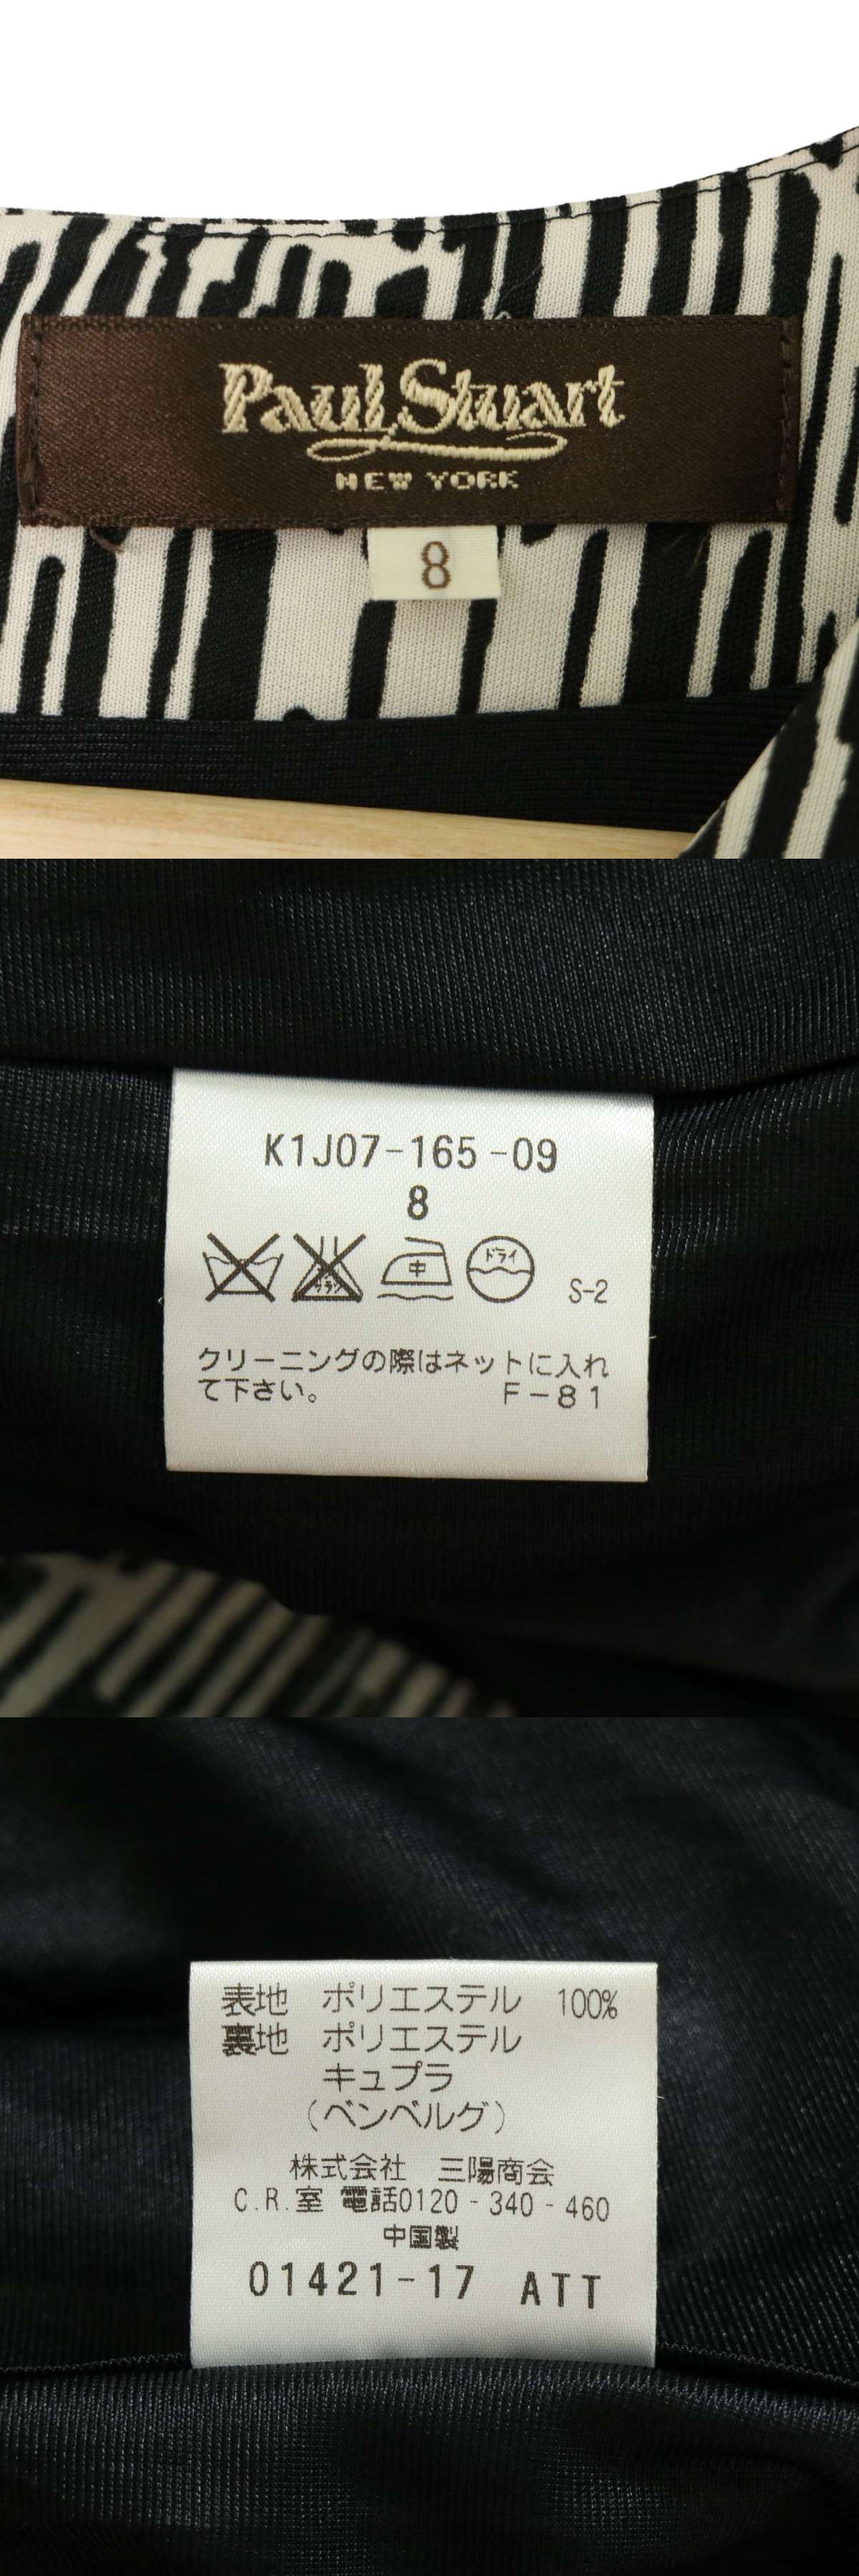 Paul Stuart
NEW YORK
8
K1J07-165-09
8
中 ドライ S-2
クリーニングの際はネットに入れ
て下さい。 F-81
表地 ポリエステル 100%
裏地 ポリエステル
キュプラ
(ベンベルグ)
株式会社 三陽商会
C.R.室 電話0120-340-460
中国製
01421-17 ATT